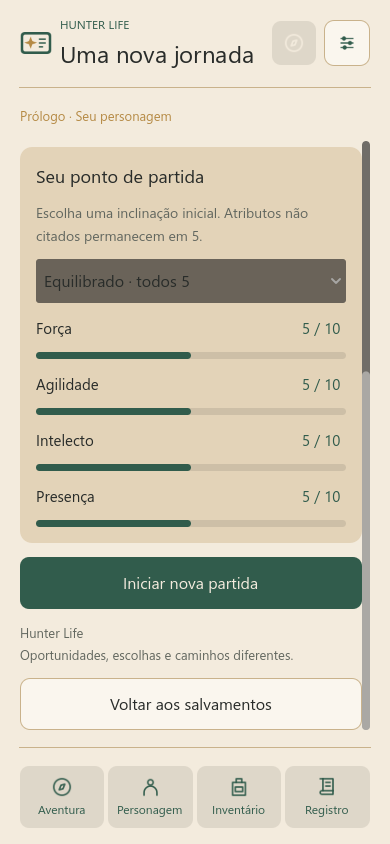 HUNTER LIFE
Uma nova jornada
Prólogo · Seu personagem
Seu ponto de partida
Escolha uma inclinação inicial. Atributos não
citados permanecem em 5.
Equilibrado · todos 5
Força 5 / 10
Agilidade 5 / 10
Intelecto 5 / 10
Presença 5 / 10
Iniciar nova partida
Hunter Life
Oportunidades, escolhas e caminhos diferentes.
Voltar aos salvamentos
Aventura Personagem Inventário Registro